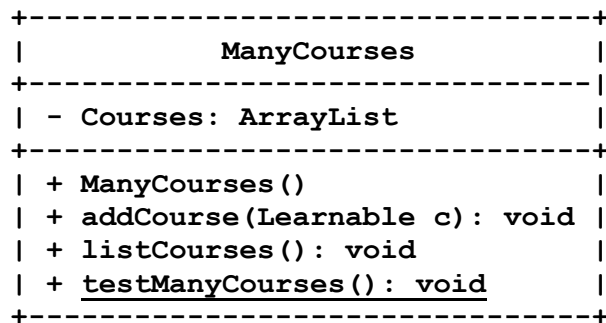 +---------------------------------+
|           ManyCourses           |
+---------------------------------|
| - Courses: ArrayList            |
+---------------------------------+
| + ManyCourses()                 |
| + addCourse(Learnable c): void |
| + listCourses(): void           |
| + testManyCourses(): void       |
+---------------------------------+